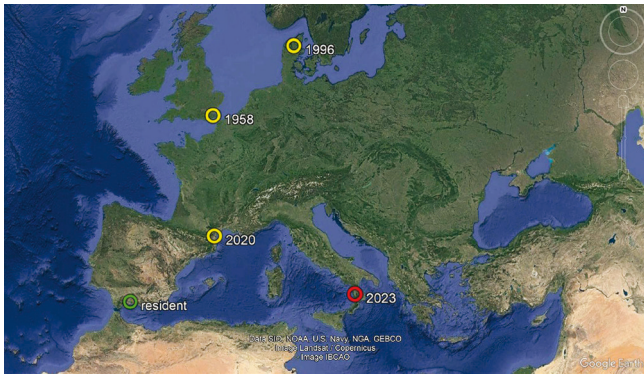 N
1996
1958
2020
resident
2023
Data SIO, NOAA, U.S. Navy, NGA, GEBCO
Image Landsat / Copernicus
Image IBCAO
Google Earth